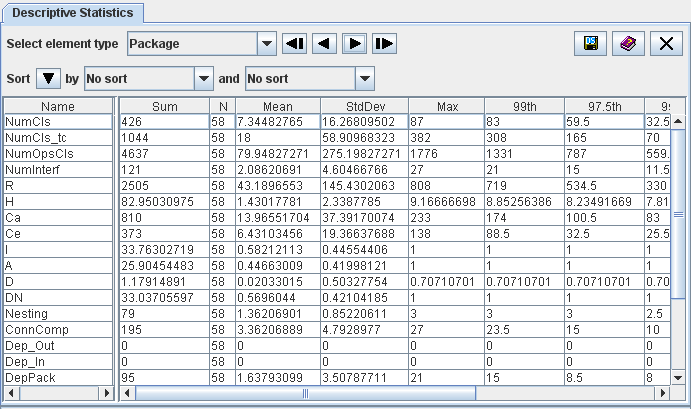 Descriptive Statistics
Select element type Package
Sort by No sort and No sort
Name Sum N Mean StdDev Max 99th 97.5th 9
NumCls 426 58 7.34482765 16.26809502 87 83 59.5 32.5
NumCls_tc 1044 58 18 58.90968323 382 308 165 70
NumOpsCls 4637 58 79.94827271 275.19827271 1776 1331 787 559.
NumInterf 121 58 2.08620691 4.60466766 27 21 15 11.5
R 2505 58 43.1896553 145.4302063 808 719 534.5 330
H 82.95030975 58 1.43017781 2.3387785 9.16666698 8.85256386 8.23491669 7.81
Ca 810 58 13.96551704 37.39170074 233 174 100.5 83
Ce 373 58 6.43103456 19.36637688 138 88.5 32.5 25.5
I 33.76302719 58 0.58212113 0.44554406 1 1 1 1
A 25.90454483 58 0.44663009 0.41998121 1 1 1 1
D 1.17914891 58 0.02033015 0.50327754 0.70710701 0.70710701 0.70710701 0.70
DN 33.03705597 58 0.5696044 0.42104185 1 1 1 1
Nesting 79 58 1.36206901 0.85220611 3 3 3 2.5
ConnComp 195 58 3.36206889 4.7928977 27 23.5 15 10
Dep_Out 0 58 0 0 0 0 0 0
Dep_In 0 58 0 0 0 0 0 0
DepPack 95 58 1.63793099 3.50787711 21 15 8.5 8